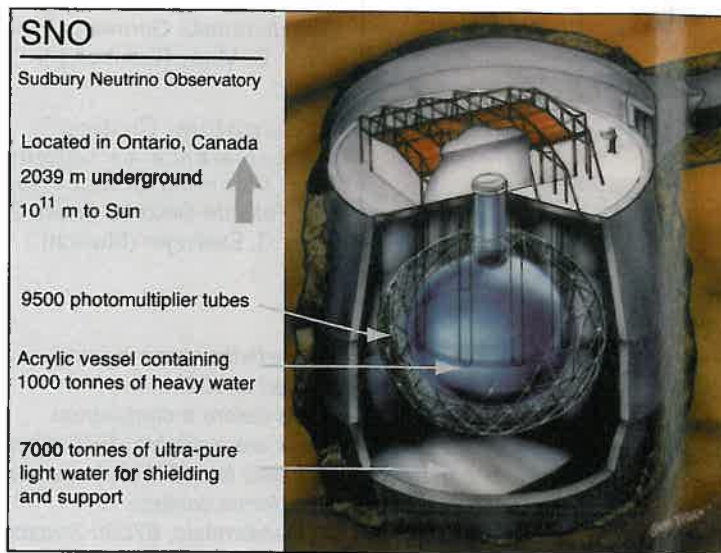 SNO
Sudbury Neutrino Observatory
Located in Ontario, Canada
2039 m underground
10¹¹ m to Sun
9500 photomultiplier tubes
Acrylic vessel containing
1000 tonnes of heavy water
7000 tonnes of ultra-pure
light water for shielding
and support